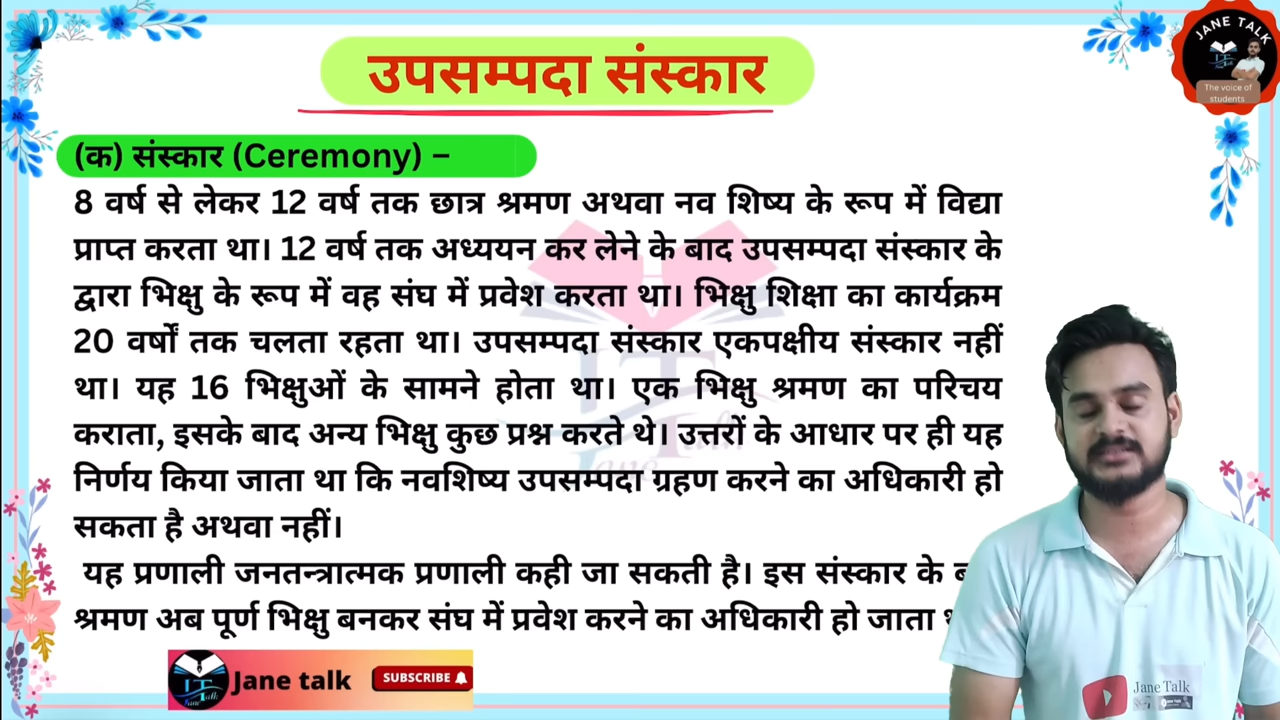 उपसम्पदा संस्कार
JANE TALK
The voice of
students
(क) संस्कार (Ceremony) –
8 वर्ष से लेकर 12 वर्ष तक छात्र श्रमण अथवा नव शिष्य के रूप में विद्या
प्राप्त करता था। 12 वर्ष तक अध्ययन कर लेने के बाद उपसम्पदा संस्कार के
द्वारा भिक्षु के रूप में वह संघ में प्रवेश करता था। भिक्षु शिक्षा का कार्यक्रम
20 वर्षों तक चलता रहता था। उपसम्पदा संस्कार एकपक्षीय संस्कार नहीं
था। यह 16 भिक्षुओं के सामने होता था। एक भिक्षु श्रमण का परिचय
कराता, इसके बाद अन्य भिक्षु कुछ प्रश्न करते थे। उत्तरों के आधार पर ही यह
निर्णय किया जाता था कि नवशिष्य उपसम्पदा ग्रहण करने का अधिकारी हो
सकता है अथवा नहीं।
यह प्रणाली जनतन्त्रात्मक प्रणाली कही जा सकती है। इस संस्कार के
श्रमण अब पूर्ण भिक्षु बनकर संघ में प्रवेश करने का अधिकारी हो जाता
Jane talk
SUBSCRIBE
Jane Talk